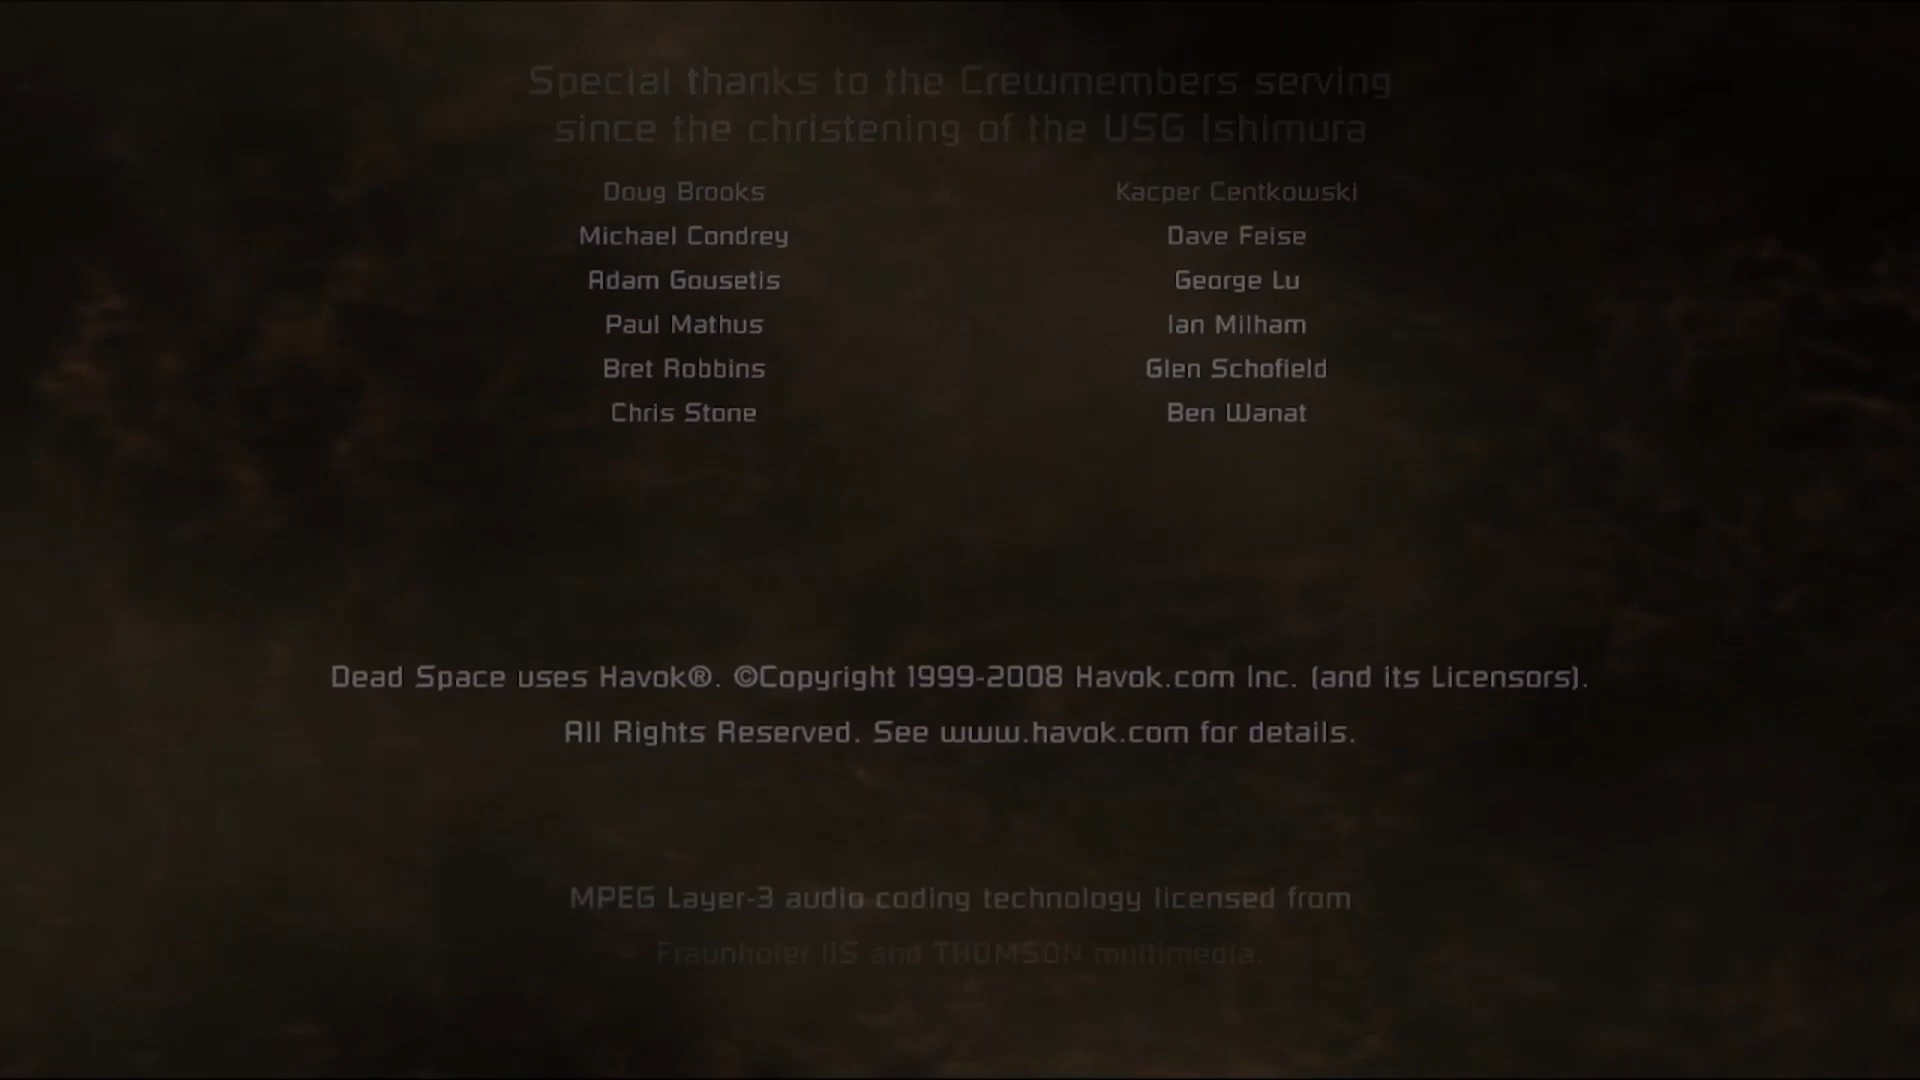 Special thanks to the Crewmembers serving
since the christening of the USG Ishimura
Doug Brooks Kacper Centkowski
Michael Condrey Dave Feise
Adam Gousetis George Lu
Paul Mathus Ian Milham
Bret Robbins Glen Schofield
Chris Stone Ben Wanat
Dead Space uses Havok®. ©Copyright 1999-2008 Havok.com Inc. (and its Licensors).
All Rights Reserved. See www.havok.com for details.
MPEG Layer-3 audio coding technology licensed from
Fraunhofer IIS and THOMSON multimedia.